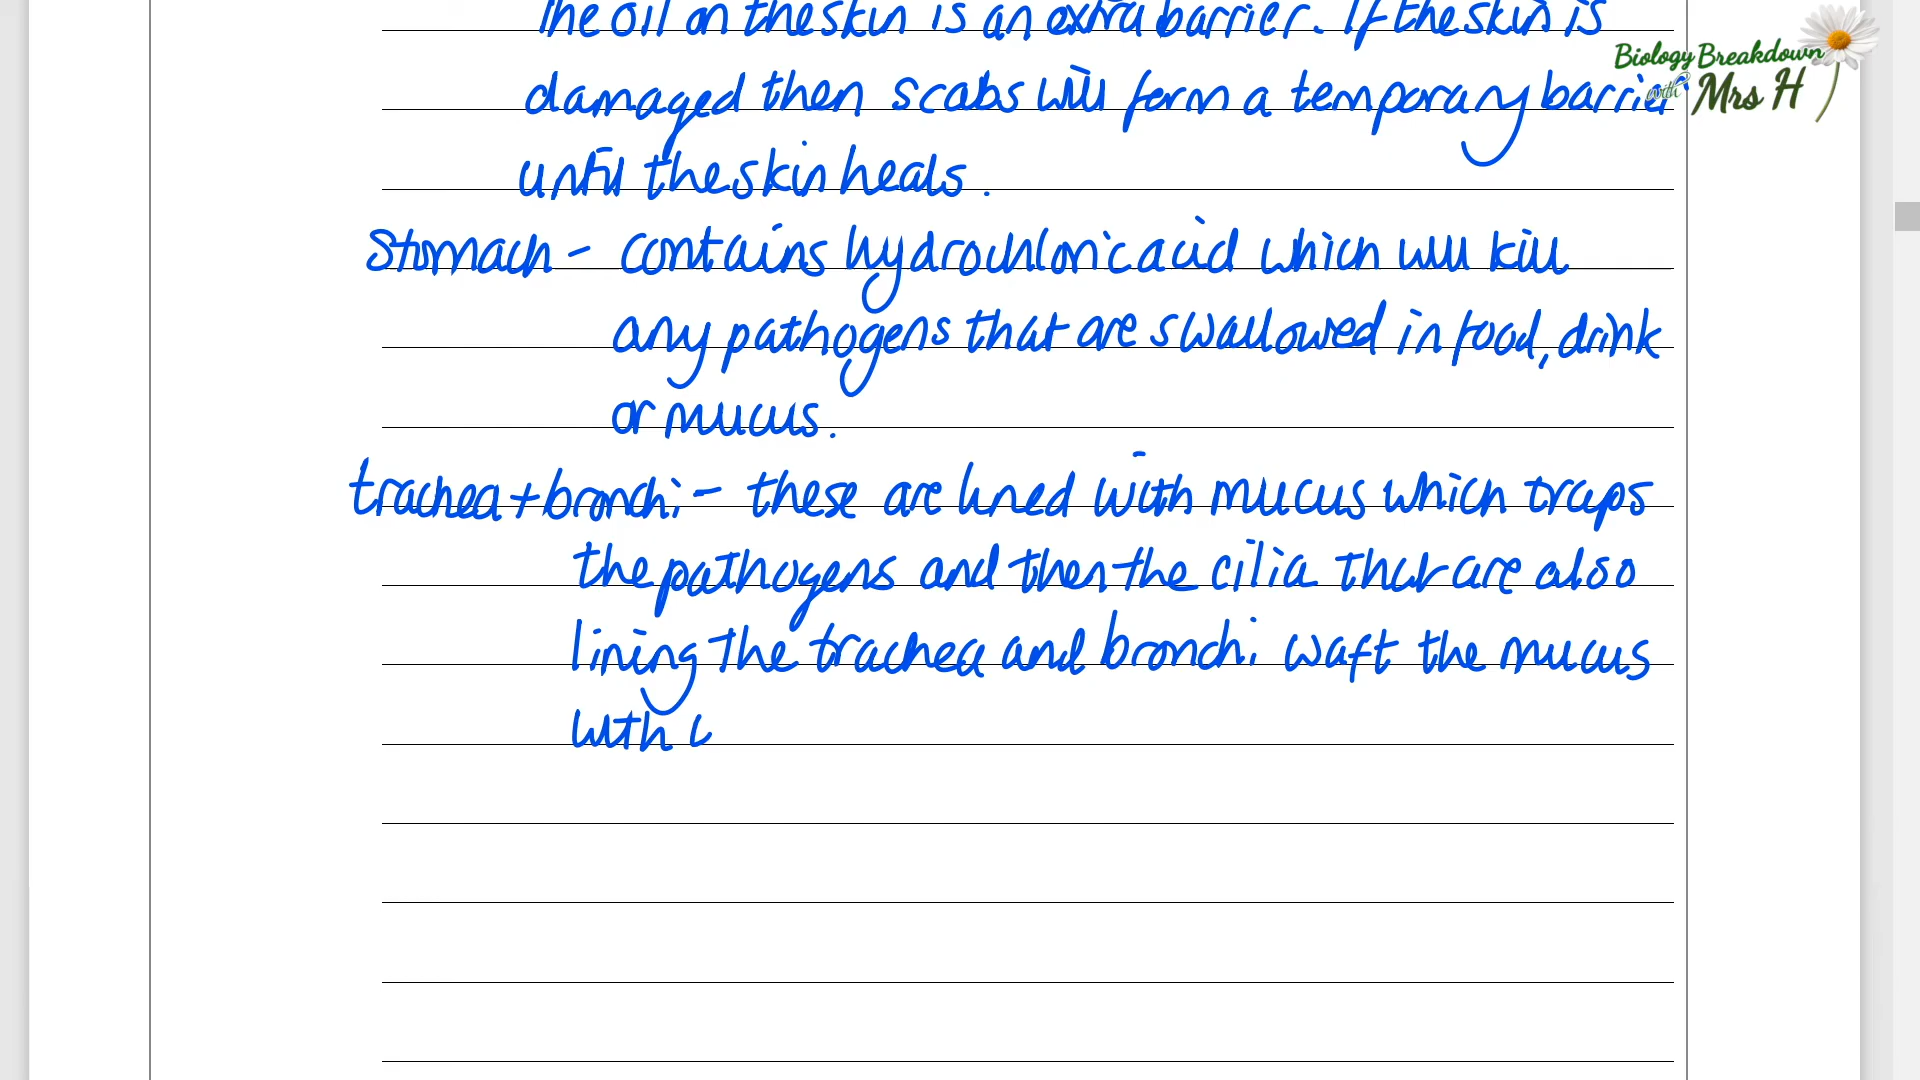 The oil on the skin is an extra barrier. If the skin is
Biology Breakdown
with Mrs H
damaged then scabs will form a temporary barrier
until the skin heals.
Stomach - contains hydrochloric acid which will kill
any pathogens that are swallowed in food, drink
or mucus.
trachea + bronchi - these are lined with mucus which traps
the pathogens and then the cilia that are also
lining the trachea and bronchi waft the mucus
with